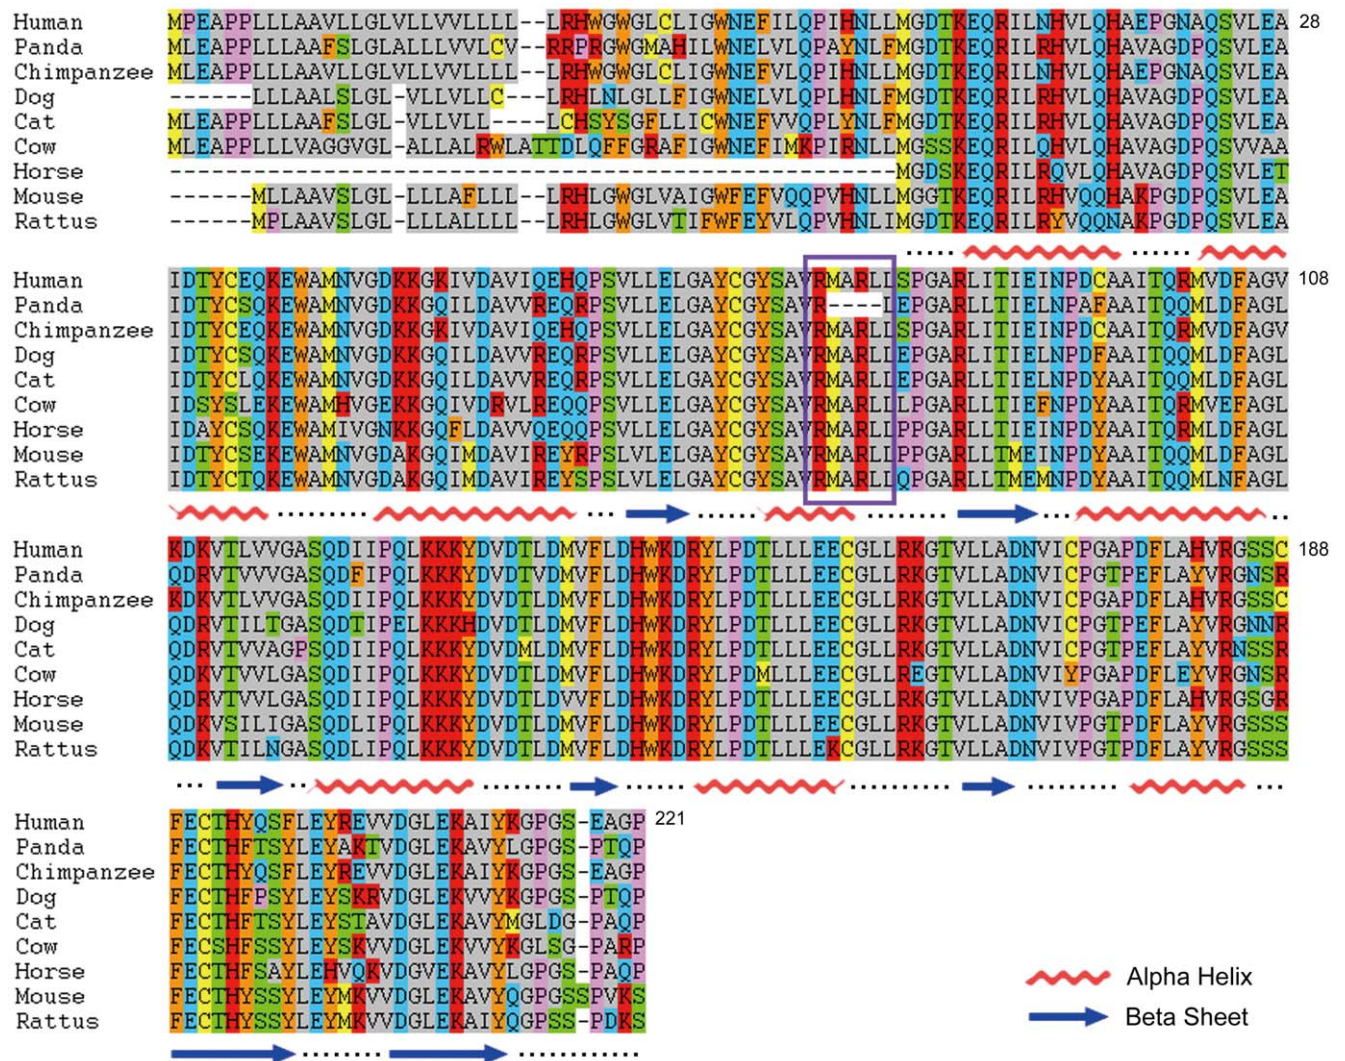 Human MPEAPPLLLAAVLLGLVLLVVLLLL--LRHWGWGLCLIGWNEFILQPIHNLLMGDTKEQRILNHVLQHAEPGNAQSVLEA 28
Panda MLEAPPLLLAAFSLGLALLLVVLCV--RRPRGWGMAHILWNELVLQPAYNLFMGDTKEQRILRHVLQHAVAGDPQSVLEA
Chimpanzee MLEAPPLLLAAVLLGLVLLVVLLLL--LRHWGWGLCLIGWNEFVLQPIHNLLMGDTKEQRILNHVLQHAEPGNAQSVLEA
Dog ------LLLAALSLGL-VLLVLLC---LRHLNLGLLFIGWNELVLQPLHNLFMGDTKEQRILRHVLQHAVAGDPQSVLEA
Cat MLEAPPLLLAAFSLGL-VLLVLL----LCHSYSGFLLICWNEFVVQPLYNLFMGDTKEQRILRHVLQHAVAGDPQSVLEA
Cow MLEAPPLLLVAGGVGL-ALLALRWLATTDLQFFGRAFIGWNEFIMKPIRNLLMGSSKEQRILQHVLQHAVAGDPQSVVAA
Horse ----------------------------------------------------MGDSKEQRILRQVLQHAVAGDPQSVLET
Mouse ------MLLAAVSLGL-LLLAFLLL--LRHLGWGLVAIGWFEFVQQPVHNLLMGGTKEQRILRHVQQHAKPGDPQSVLEA
Rattus ------MPLAAVSLGL-LLLALLLL--LRHLGWGLVTIFWFEYVLQPVHNLIMGDTKEQRILRYVQQNAKPGDPQSVLEA
Human IDTYCEQKEWAMNVGDKKGKIVDAVIQEHQPSVLLELGAYCGYSAVRMARLLSPGARLITIEINPDCAAITQRMVDFAGV 108
Panda IDTYCSQKEWAMNVGDKKGQILDAVVREQRPSVLLELGAYCGYSAVR----LEPGARLLTIEINPAFAAITQQMLDFAGL
Chimpanzee IDTYCEQKEWAMNVGDKKGKIVDAVIQEHQPSVLLELGAYCGYSAVRMARLLSPGARLITIEINPDCAAITQRMVDFAGV
Dog IDTYCSQKEWAMNVGDKKGQILDAVVREQRPSVLLELGAYCGYSAVRMARLLEPGARLLTIELNPDFAAITQQMLDFAGL
Cat IDTYCLQKEWAMNVGDKKGQILDAVVREQRPSVLLELGAYCGYSAVRMARLLEPGARLLTIELNPDYAAITQQMLDFAGL
Cow IDSYSLEKEWAMHVGEKKGQIVDRVLREQQPSVLLELGAYCGYSAVRMARLLLPGARLLTIEFNPDYAAITQRMVEFAGL
Horse IDAYCSQKEWAMIVGNKKGQFLDAVVQEQQPSVLLELGAYCGYSAVRMARLLPPGARLLTIELNPDYAAITQRMLDFAGL
Mouse IDTYCSEKEWAMNVGDAKGQIMDAVIREYRPSLVLELGAYCGYSAVRMARLLPPGARLLTMEINPDYAAITQQMLDFAGL
Rattus IDTYCTQKEWAMNVGDAKGQIMDAVIREYSPSLVLELGAYCGYSAVRMARLLQPGARLLTMEMNPDYAAITQQMLNFAGL
Human KDKVTLVVGASQDIIPQLKKKYDVDTLDMVFLDHWKDRYLPDTLLLEECGLLRKGTVLLADNVICPGAPDFLAHVRGSSC 188
Panda QDRVTVVVGASQDFIPQLKKKYDVDTVDMVFLDHWKDRYLPDTLLLEECGLLRKGTVLLADNVICPGTPEFLAYVRGNSR
Chimpanzee KDKVTLVVGASQDIIPQLKKKYDVDTLDMVFLDHWKDRYLPDTLLLEECGLLRKGTVLLADNVICPGAPDFLAHVRGSSC
Dog QDRVTILTGASQDTIPELKKKHDVDTLDMVFLDHWKDRYLPDTLLLEECGLLRKGTVLLADNVICPGTPEFLAYVRGNNR
Cat QDRVTVVAGPSQDIIPQLKKKYDVDMLDMVFLDHWKDRYLPDTLLLEECGLLRKGTVLLADNVICPGTPEFLAYVRNSSR
Cow QDKVTVVLGASQDIIPQLKKKYDVDTLDMVFLDHWKDRYLPDMLLLEECGLLREGTVLLADNVIYPGAPDFLEYVRGNSR
Horse QDRVTVVLGASQDIIPQLKKKYDVDTLDVVFLDHWKDRYLPDTLLLEECGLLRKGTVLLADNVIVPGAPDFLAHVRGSGR
Mouse QDKVSILIGASQDLIPQLKKKYDVDTLDMVFLDHWKDRYLPDTLLLEECGLLRKGTVLLADNVIVPGTPDFLAYVRGSSS
Rattus QDKVTILNGASQDLIPQLKKKYDVDTLDMVFLDHWKDRYLPDTLLLEKCGLLRKGTVLLADNVIVPGTPDFLAYVRGSSS
Human FECTHYQSFLEYREVVDGLEKAIYKGPGS-EAGP 221
Panda FECTHFTSYLEYAKTVDGLEKAIYLGPGS-PTQP
Chimpanzee FECTHYQSFLEYREVVDGLEKAIYKGPGS-EAGP
Dog FECTHFPSYLEYSKRVDGLEKVVYKGPGS-PTQP
Cat FECTHFTSYLEYSTAVDGLEKAVYMGLDG-PAQP
Cow FECSHFSSYLEYSKVVDGLEKVVYKGLSG-PARP
Horse FECTHFSAYLEHVQKVDGVEKAVYLGPGS-PAQP
Mouse FECTHYSSYLEYMKVVDGLEKAVYQGPGSSPVKS
Rattus FECTHYSSYLEYMKVVDGLEKAIYQGPSS-PDKS
Alpha Helix
Beta Sheet